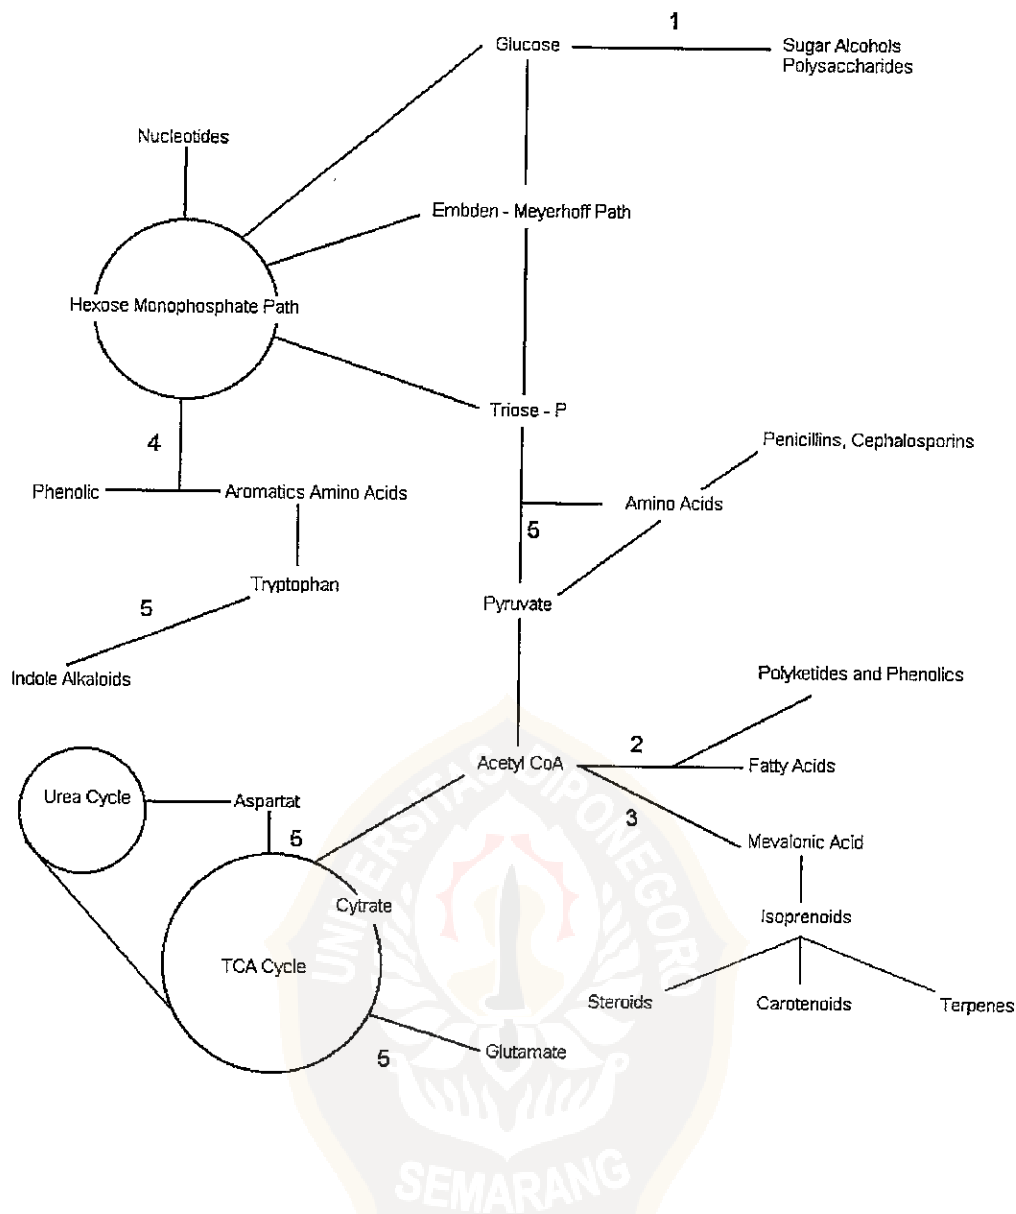 1
Glucose
Sugar Alcohols
Polysaccharides
Nucleotides
Embden - Meyerhoff Path
Hexose Monophosphate Path
Triose - P
4
Penicillins, Cephalosporins
Phenolic
Aromatics Amino Acids
Amino Acids
5
Tryptophan
5
Pyruvate
Indole Alkaloids
Polyketides and Phenolics
2
Acetyl CoA
Fatty Acids
Urea Cycle
Aspartat
3
5
Mevalonic Acid
Cytrate
Isoprenoids
TCA Cycle
Steroids
Carotenoids
Terpenes
5
Glutamate
UNIVERSITAS DIPONEGORO
SEMARANG